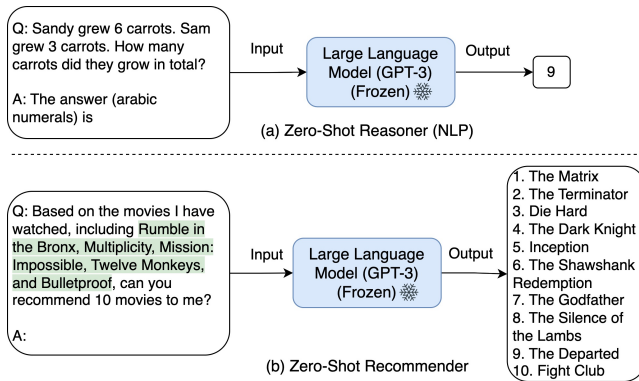 Q: Sandy grew 6 carrots. Sam
grew 3 carrots. How many
carrots did they grow in total?
A: The answer (arabic
numerals) is
Input
Large Language
Model (GPT-3)
(Frozen)
Output
9
(a) Zero-Shot Reasoner (NLP)
Q: Based on the movies I have
watched, including Rumble in
the Bronx, Multiplicity, Mission:
Impossible, Twelve Monkeys,
and Bulletproof, can you
recommend 10 movies to me?
A:
Input
Large Language
Model (GPT-3)
(Frozen)
Output
1. The Matrix
2. The Terminator
3. Die Hard
4. The Dark Knight
5. Inception
6. The Shawshank
Redemption
7. The Godfather
8. The Silence of
the Lambs
9. The Departed
10. Fight Club
(b) Zero-Shot Recommender